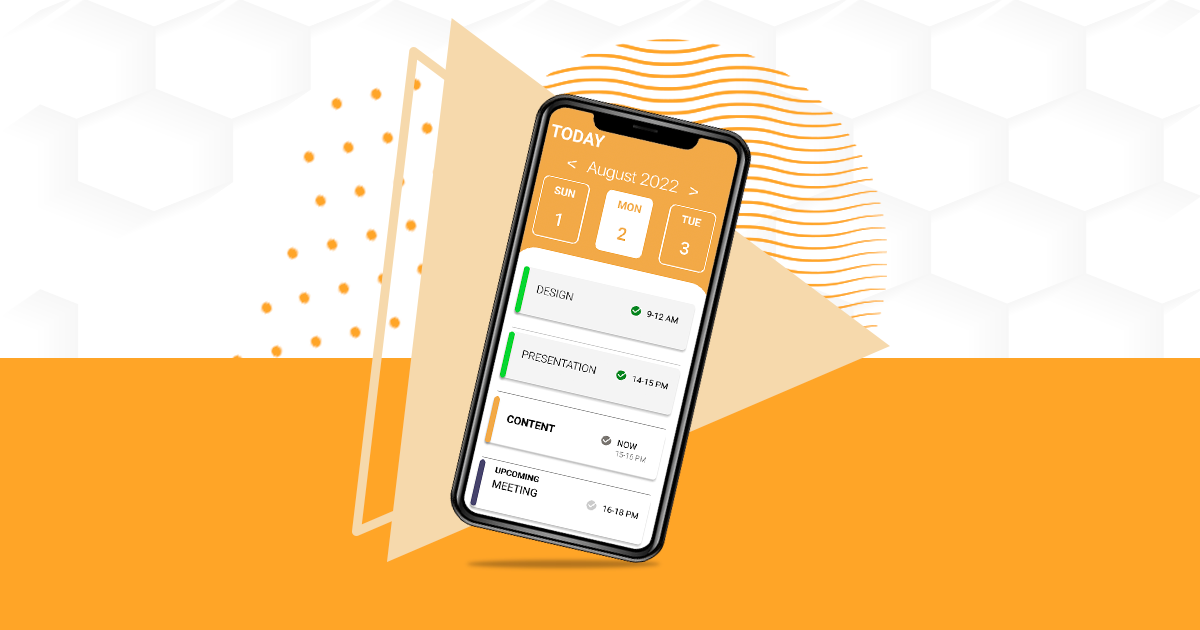 TODAY
< August 2022 >
SUN MON TUE
1 2 3
DESIGN 9-12 AM
PRESENTATION 14-15 PM
CONTENT NOW
15-16 PM
UPCOMING
MEETING 16-18 PM